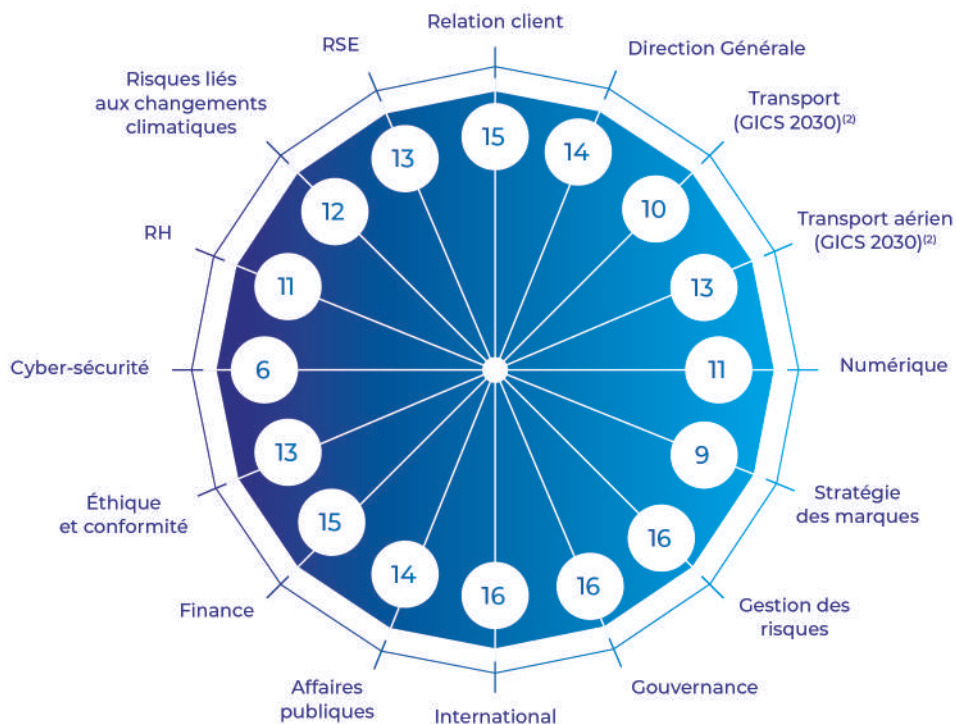 Relation client
15
Direction Générale
14
Transport
(GICS 2030)(2)
10
Transport aérien
(GICS 2030)(2)
13
Numérique
11
Stratégie
des marques
9
Gestion des
risques
16
Gouvernance
16
International
16
Affaires
publiques
14
Finance
15
Éthique
et conformité
13
Cyber-sécurité
6
RH
11
Risques liés
aux changements
climatiques
12
RSE
13